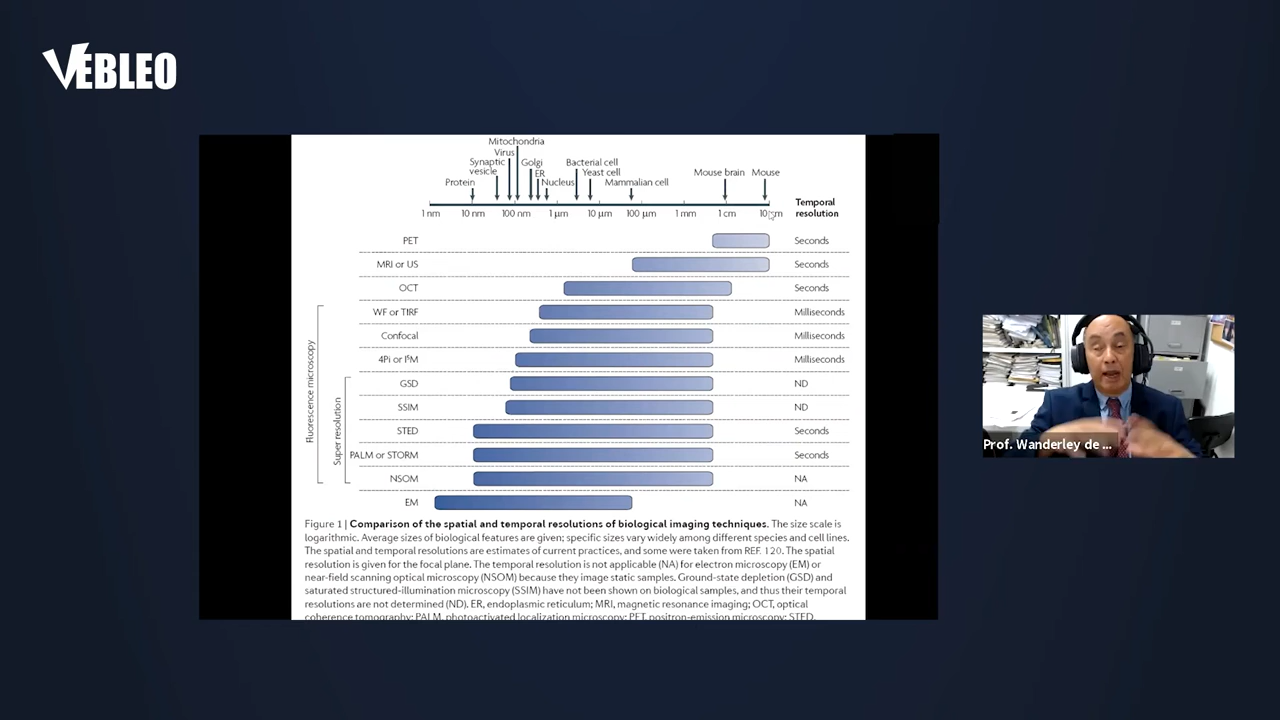 VEBLEO
Mitochondria
Virus
Synaptic vesicle
Golgi
ER
Bacterial cell
Yeast cell
Mouse brain
Mouse
Protein
Nucleus
Mammalian cell
1 nm 10 nm 100 nm 1 µm 10 µm 100 µm 1 mm 1 cm 10 cm
Temporal resolution
PET Seconds
MRI or US Seconds
OCT Seconds
WF or TIRF Milliseconds
Confocal Milliseconds
4Pi or I⁵M Milliseconds
GSD ND
SSIM ND
STED Seconds
PALM or STORM Seconds
NSOM NA
EM NA
Fluorescence microscopy
Super resolution
Figure 1 | Comparison of the spatial and temporal resolutions of biological imaging techniques. The size scale is
logarithmic. Average sizes of biological features are given; specific sizes vary widely among different species and cell lines.
The spatial and temporal resolutions are estimates of current practices, and some were taken from REF. 120. The spatial
resolution is given for the focal plane. The temporal resolution is not applicable (NA) for electron microscopy (EM) or
near-field scanning optical microscopy (NSOM) because they image static samples. Ground-state depletion (GSD) and
saturated structured-illumination microscopy (SSIM) have not been shown on biological samples, and thus their temporal
resolutions are not determined (ND). ER, endoplasmic reticulum; MRI, magnetic resonance imaging; OCT, optical
coherence tomography; PALM, photoactivated localization microscopy; PET, positron-emission microscopy; STED,
Prof. Wanderley de ...